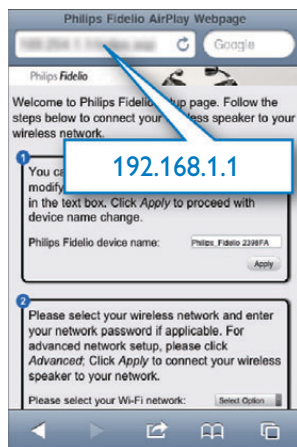 Philips Fidelio AirPlay Webpage
Google
Philips Fidelio
Welcome to Philips Fidelio
up page. Follow the
steps below to connect your
less speaker to your
wireless network.
192.168.1.1
1
You ca
modify
in the text box. Click Apply to proceed with
device name change.
Philips Fidelio device name:
Philips_Fidelio 2398FA
Apply
2
Please select your wireless network and enter
your network password if applicable. For
advanced network setup, please click
Advanced; Click Apply to connect your wireless
speaker to your network.
Please select your Wi-Fi network:
Select Option